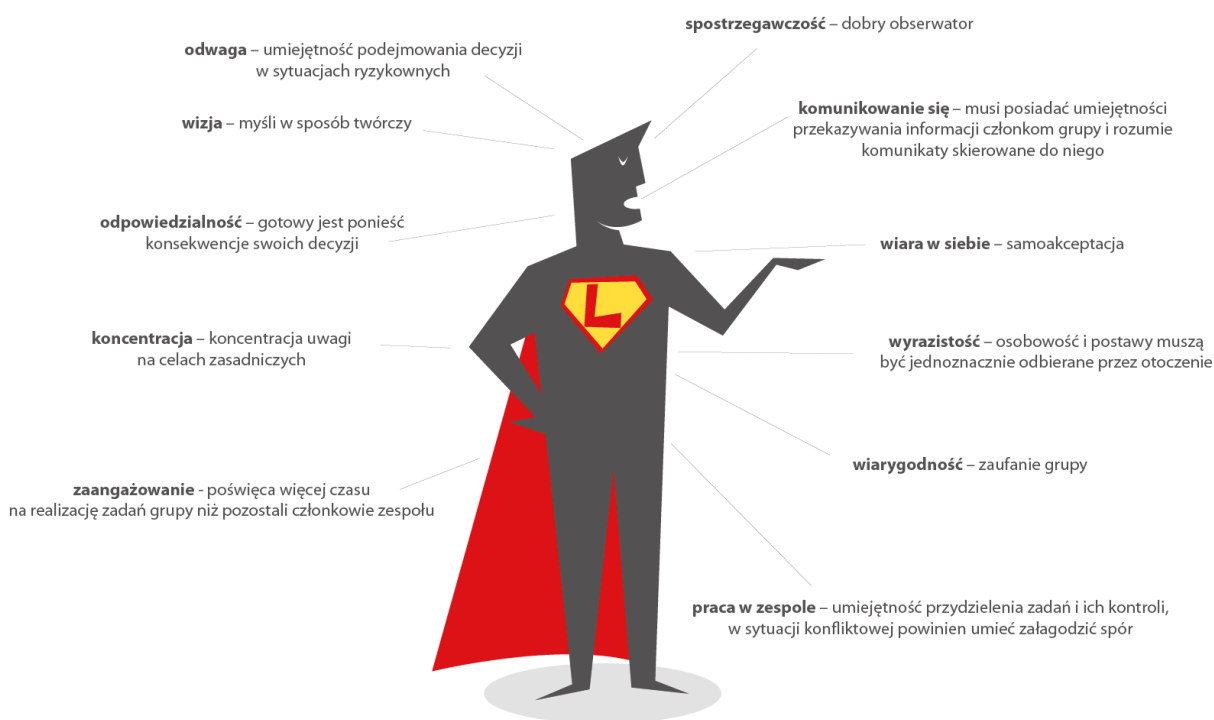 odwaga – umiejętność podejmowania decyzji
w sytuacjach ryzykownych
wizja – myśli w sposób twórczy
odpowiedzialność – gotowy jest ponieść
konsekwencje swoich decyzji
koncentracja – koncentracja uwagi
na celach zasadniczych
zaangażowanie - poświęca więcej czasu
na realizację zadań grupy niż pozostali członkowie zespołu
L
spostrzegawczość – dobry obserwator
komunikowanie się – musi posiadać umiejętności
przekazywania informacji członkom grupy i rozumie
komunikaty skierowane do niego
wiara w siebie – samoakceptacja
wyrazistość – osobowość i postawy muszą
być jednoznacznie odbierane przez otoczenie
wiarygodność – zaufanie grupy
praca w zespole – umiejętność przydzielenia zadań i ich kontroli,
w sytuacji konfliktowej powinien umieć załagodzić spór